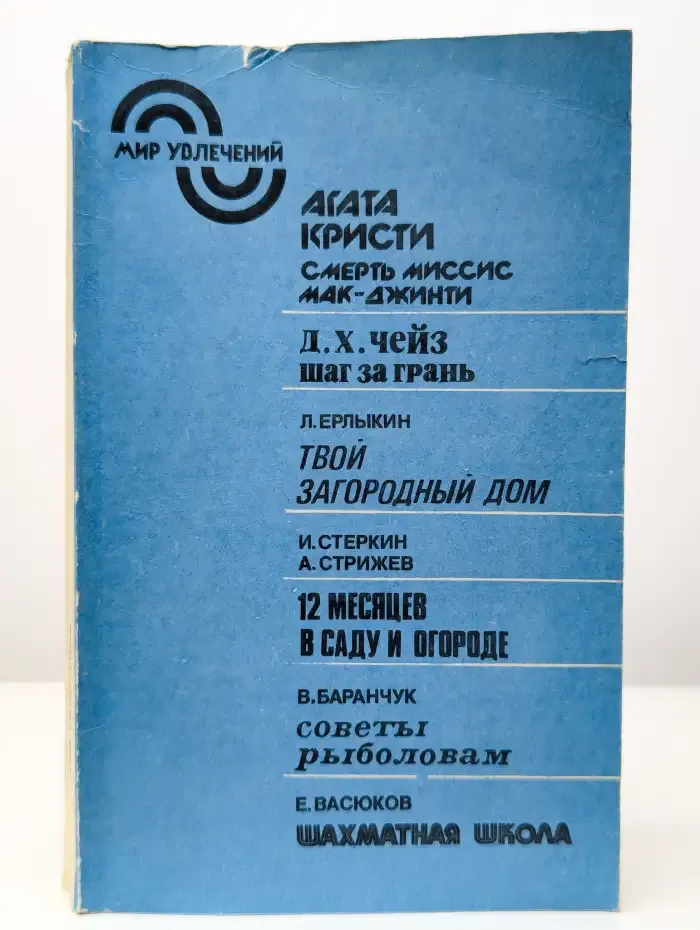 МИР УВЛЕЧЕНИЙ
АГАТА
КРИСТИ
СМЕРТЬ МИССИС
МАК-ДЖИНТИ
Д.Х.ЧЕЙЗ
ШАГ ЗА ГРАНЬ
Л.ЕРЛЫКИН
ТВОЙ
ЗАГОРОДНЫЙ ДОМ
И.СТЕРКИН
А.СТРИЖЕВ
12 МЕСЯЦЕВ
В САДУ И ОГОРОДЕ
В.БАРАНЧУК
советы
рыболовам
Е.ВАСЮКОВ
ШАХМАТНАЯ ШКОЛА